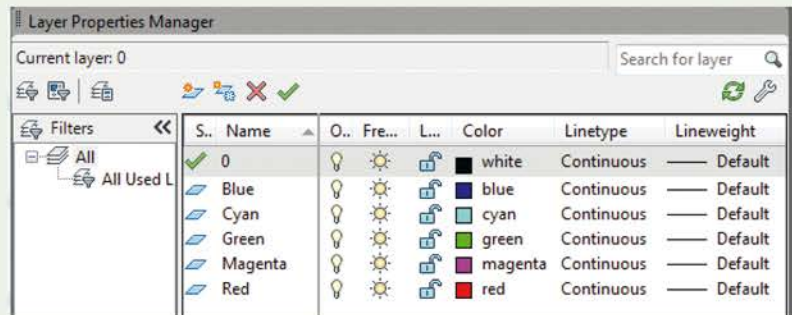 Layer Properties Manager
Current layer: 0
Search for layer
Filters
S.. Name O.. Fre... L... Color Linetype Lineweight
All
All Used L
0 white Continuous Default
Blue blue Continuous Default
Cyan cyan Continuous Default
Green green Continuous Default
Magenta magenta Continuous Default
Red red Continuous Default